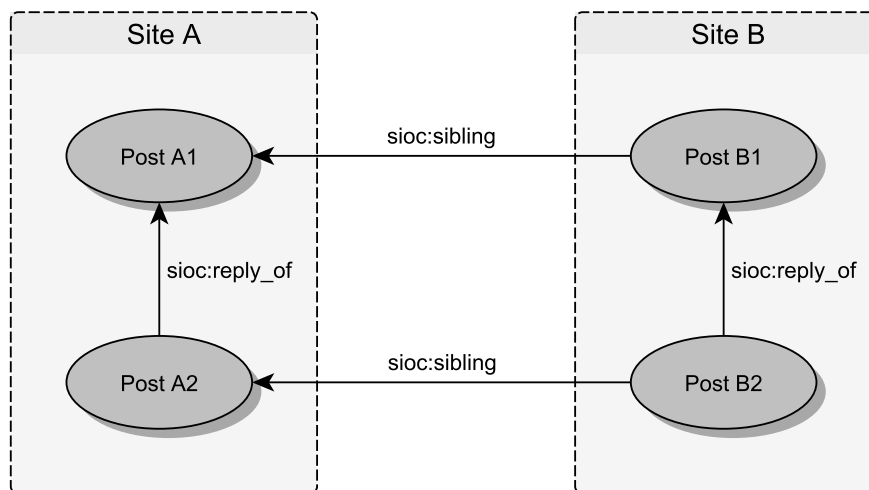 Site A
Site B
sioc:sibling
Post A1
Post B1
sioc:reply_of
sioc:reply_of
sioc:sibling
Post A2
Post B2